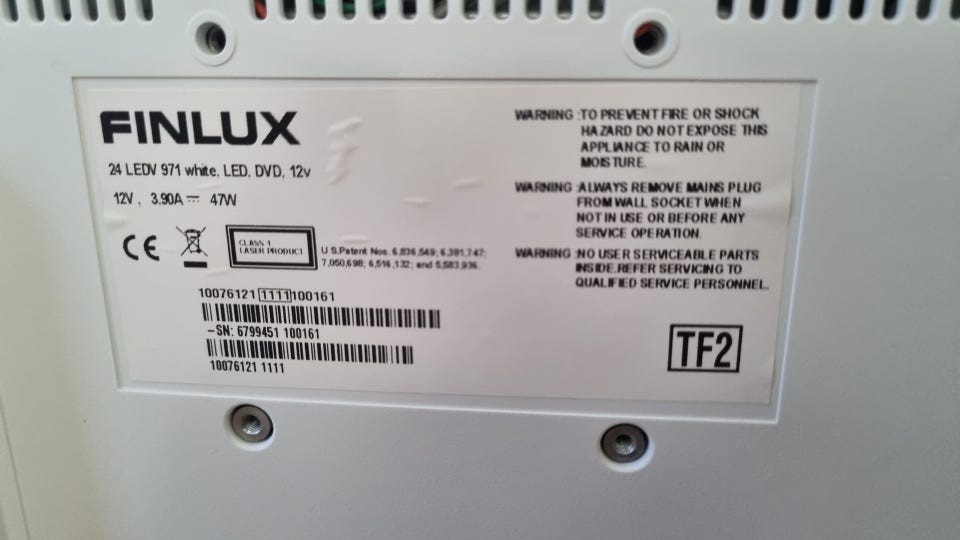 FINLUX
24 LEDV 971 white, LED, DVD, 12v
12V , 3.90A 47W
CE
CLASS 1
LASER PRODUCT
U.S.Patent Nos. 6,836,549; 6,381,747;
7,050,698; 6,516,132; and 5,583,936.
10076121 1111 100161
-SN: 6799451 100161
10076121 1111
WARNING :TO PREVENT FIRE OR SHOCK
HAZARD DO NOT EXPOSE THIS
APPLIANCE TO RAIN OR
MOISTURE.
WARNING :ALWAYS REMOVE MAINS PLUG
FROM WALL SOCKET WHEN
NOT IN USE OR BEFORE ANY
SERVICE OPERATION.
WARNING :NO USER SERVICEABLE PARTS
INSIDE.REFER SERVICING TO
QUALIFIED SERVICE PERSONNEL.
TF2